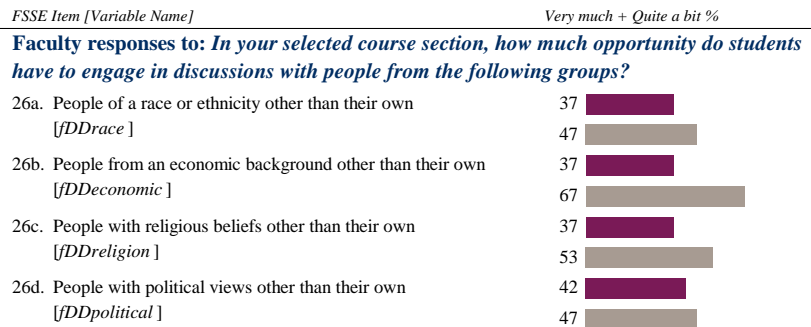 FSSE Item [Variable Name] Very much + Quite a bit %
Faculty responses to: In your selected course section, how much opportunity do students
have to engage in discussions with people from the following groups?
26a. People of a race or ethnicity other than their own 37
[fDDrace ] 47
26b. People from an economic background other than their own 37
[fDDeconomic ] 67
26c. People with religious beliefs other than their own 37
[fDDreligion ] 53
26d. People with political views other than their own 42
[fDDpolitical ] 47